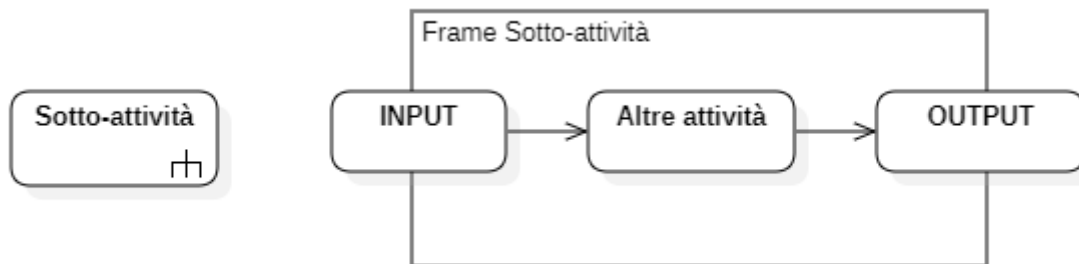 Frame Sotto-attività
Sotto-attività
INPUT
Altre attività
OUTPUT